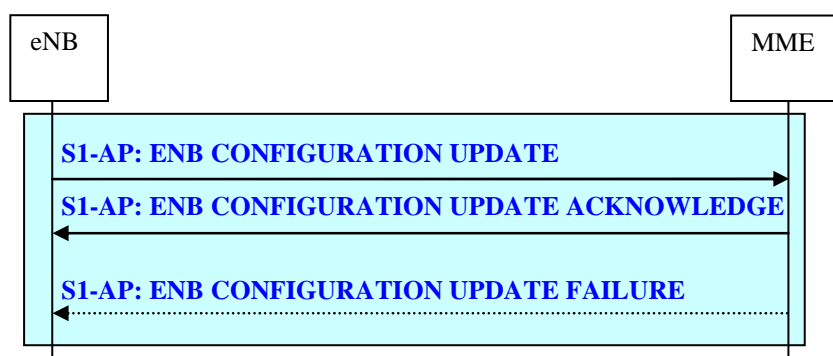 eNB
MME
S1-AP: ENB CONFIGURATION UPDATE
S1-AP: ENB CONFIGURATION UPDATE ACKNOWLEDGE
S1-AP: ENB CONFIGURATION UPDATE FAILURE